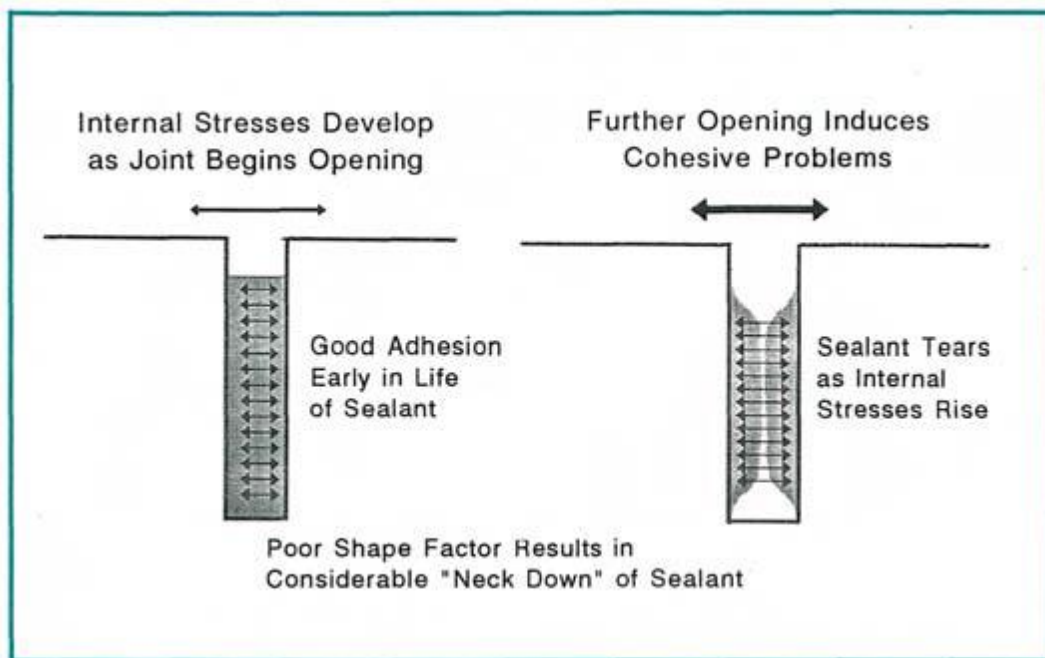 Internal Stresses Develop
as Joint Begins Opening
Further Opening Induces
Cohesive Problems
Good Adhesion
Early in Life
of Sealant
Sealant Tears
as Internal
Stresses Rise
Poor Shape Factor Results in
Considerable "Neck Down" of Sealant